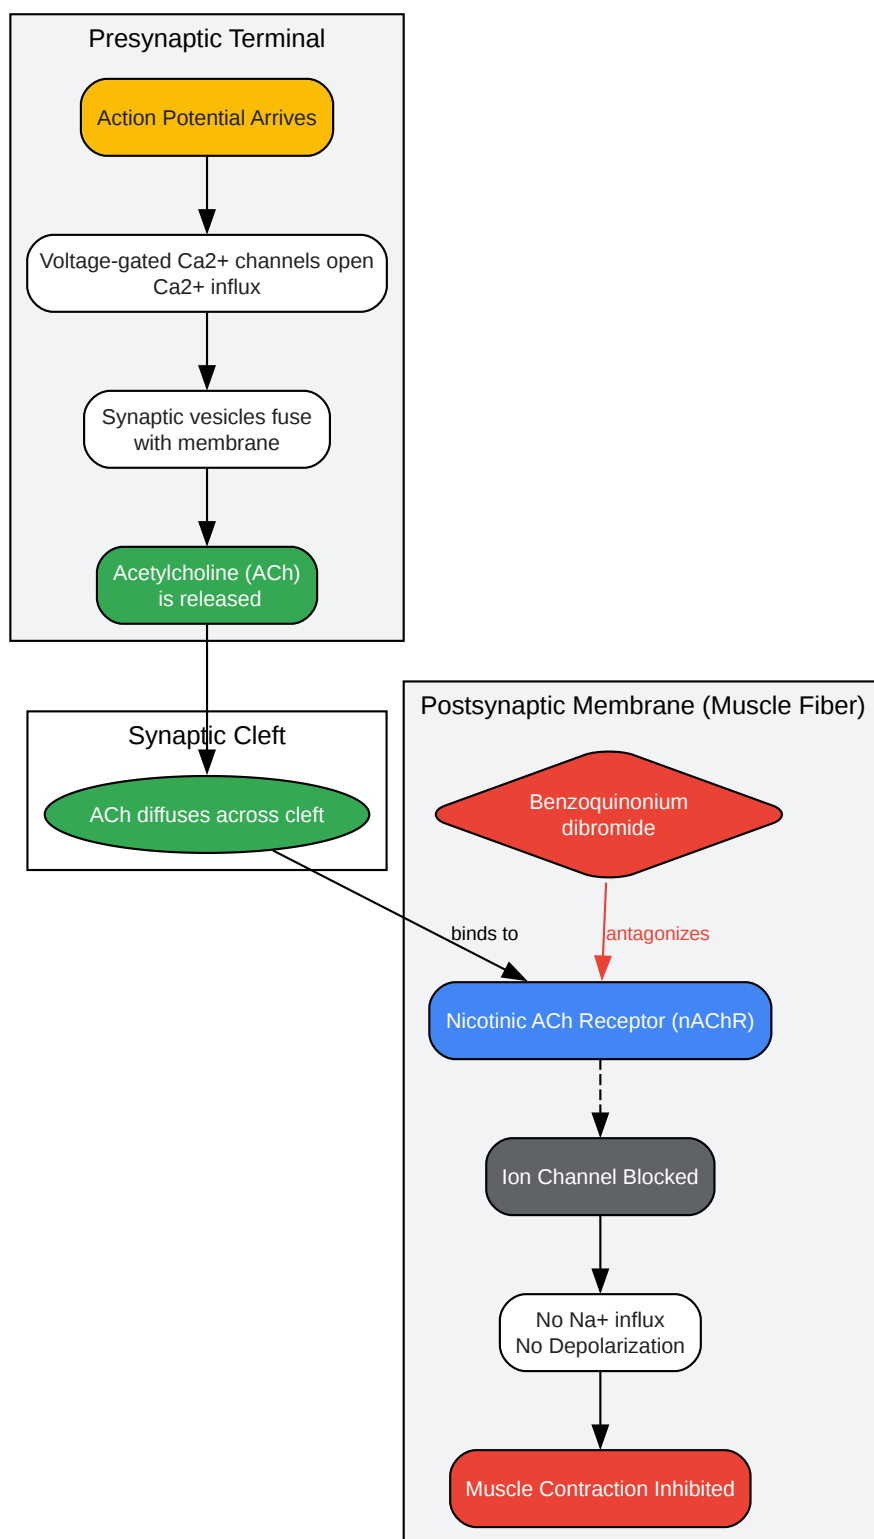 Presynaptic Terminal
Action Potential Arrives
Voltage-gated Ca2+ channels open
Ca2+ influx
Synaptic vesicles fuse
with membrane
Acetylcholine (ACh)
is released
Synaptic Cleft
ACh diffuses across cleft
Postsynaptic Membrane (Muscle Fiber)
Benzoquinonium
dibromide
binds to
antagonizes
Nicotinic ACh Receptor (nAChR)
Ion Channel Blocked
No Na+ influx
No Depolarization
Muscle Contraction Inhibited